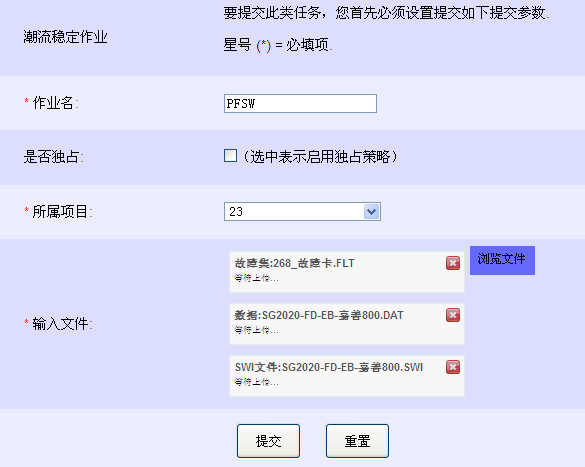 要提交此类任务，您首先必须设置提交如下提交参数.
潮流稳定作业
星号 (*) = 必填项.
* 作业名:
PFSW
是否独占:
（选中表示启用独占策略）
* 所属项目:
23
故障集:268_故障卡.FLT
等待上传...
浏览文件
数据:SG2020-FD-EB-嘉善800.DAT
等待上传...
* 输入文件:
SWI文件:SG2020-FD-EB-嘉善800.SWI
等待上传...
提交
重置